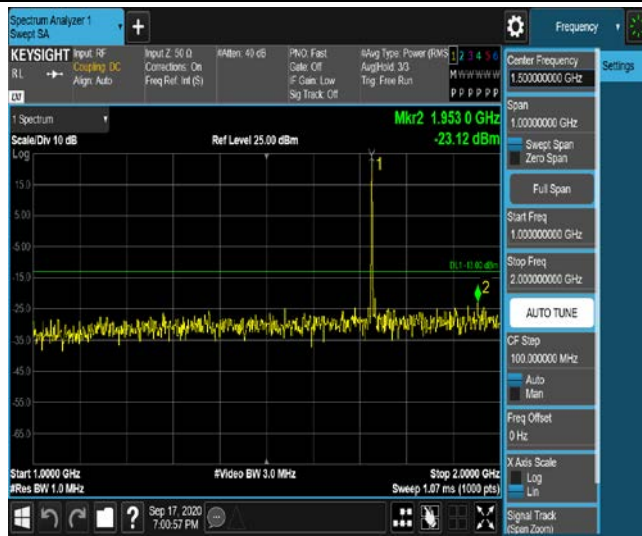 Spectrum Analyzer 1
Swept SA
+
Frequency
KEYSIGHT
RL
Input: RF
Coupling: DC
Align: Auto
Input Z: 50 Ω
Corrections: On
Freq Ref: Int (S)
#Atten: 40 dB
PNO: Fast
Gate: Off
IF Gain: Low
Sig Track: Off
#Avg Type: Power (RMS
Avg|Hold: 3/3
Trig: Free Run
1 2 3 4 5 6
M W W W W W
P P P P P P
1 Spectrum
Scale/Div 10 dB
Log
Ref Level 25.00 dBm
Mkr2 1.953 0 GHz
-23.12 dBm
1
15.0
5.00
-5.00
DL1 -13.00 dBm
-15.0
2
-25.0
-35.0
-45.0
-55.0
-65.0
Start 1.0000 GHz
#Res BW 1.0 MHz
#Video BW 3.0 MHz
Stop 2.0000 GHz
Sweep 1.07 ms (1000 pts)
?
Sep 17, 2020
7:00:57 PM
Center Frequency
1.500000000 GHz
Settings
Span
1.00000000 GHz
Swept Span
Zero Span
Full Span
Start Freq
1.000000000 GHz
Stop Freq
2.000000000 GHz
AUTO TUNE
CF Step
100.000000 MHz
Auto
Man
Freq Offset
0 Hz
X Axis Scale
Log
Lin
Signal Track
(Span Zoom)